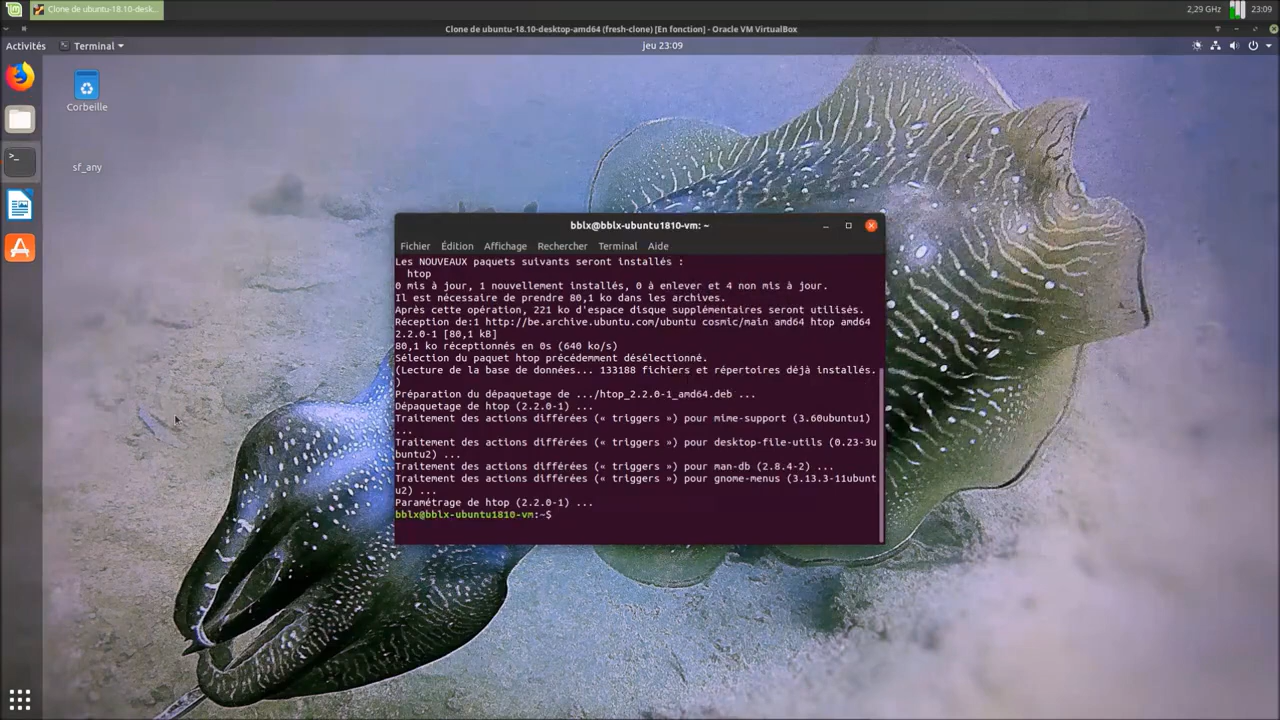 Clone de ubuntu-18.10-desk...
2,29 GHz
23:09
Clone de ubuntu-18.10-desktop-amd64 (fresh-clone) [En fonction] - Oracle VM VirtualBox
Activités
Terminal
jeu 23:09
Corbeille
sf_any
bblx@bblx-ubuntu1810-vm: ~
Fichier Édition Affichage Rechercher Terminal Aide
Les NOUVEAUX paquets suivants seront installés :
htop
0 mis à jour, 1 nouvellement installés, 0 à enlever et 4 non mis à jour.
Il est nécessaire de prendre 80,1 ko dans les archives.
Après cette opération, 221 ko d'espace disque supplémentaires seront utilisés.
Réception de:1 http://be.archive.ubuntu.com/ubuntu cosmic/main amd64 htop amd64
2.2.0-1 [80,1 kB]
80,1 ko réceptionnés en 0s (640 ko/s)
Sélection du paquet htop précédemment désélectionné.
(Lecture de la base de données... 133188 fichiers et répertoires déjà installés.
)
Préparation du dépaquetage de .../htop_2.2.0-1_amd64.deb ...
Dépaquetage de htop (2.2.0-1) ...
Traitement des actions différées (« triggers ») pour mime-support (3.60ubuntu1)
...
Traitement des actions différées (« triggers ») pour desktop-file-utils (0.23-3u
buntu2) ...
Traitement des actions différées (« triggers ») pour man-db (2.8.4-2) ...
Traitement des actions différées (« triggers ») pour gnome-menus (3.13.3-11ubunt
u2) ...
Paramétrage de htop (2.2.0-1) ...
bblx@bblx-ubuntu1810-vm:~$